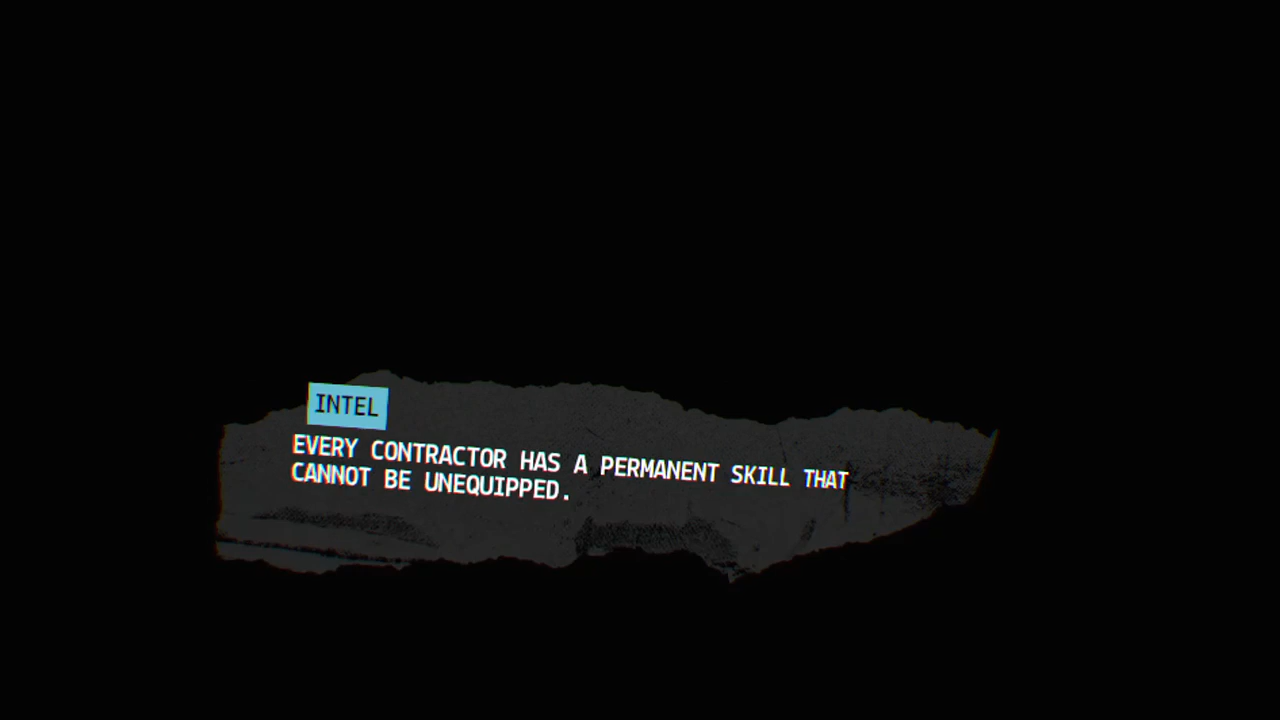 INTEL
EVERY CONTRACTOR HAS A PERMANENT SKILL THAT
CANNOT BE UNEQUIPPED.